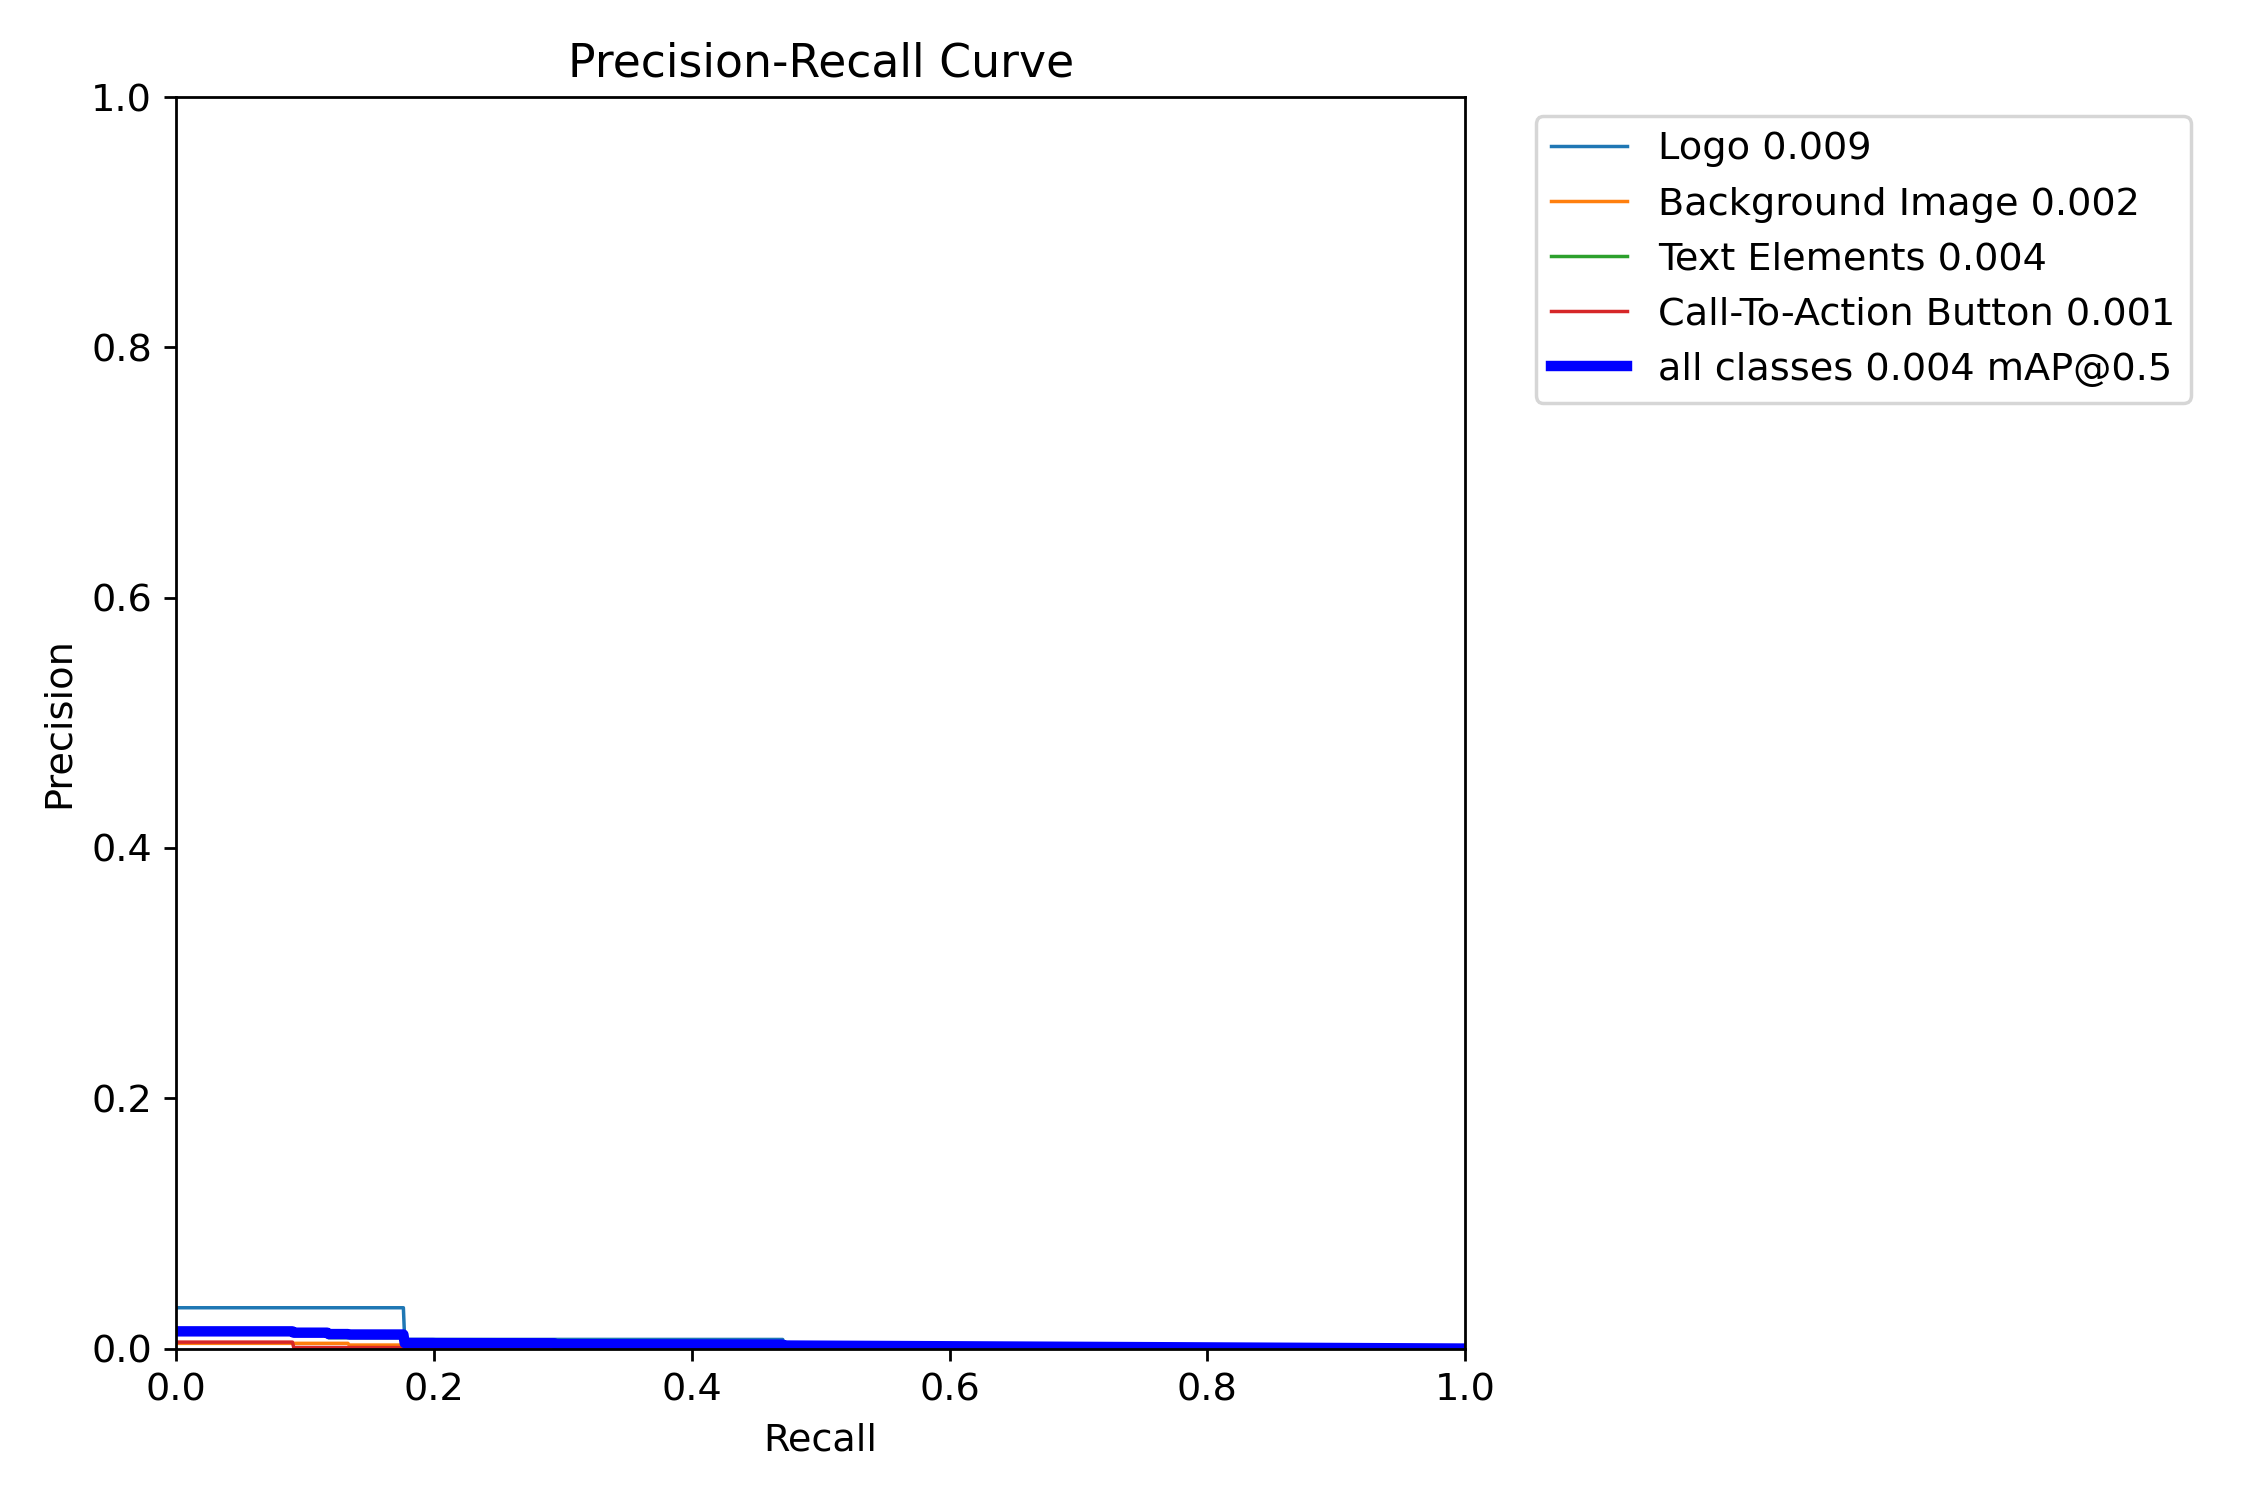 Precision-Recall Curve
1.0
0.8
0.6
0.4
0.2
0.0
Precision
0.0 0.2 0.4 0.6 0.8 1.0
Recall
Logo 0.009
Background Image 0.002
Text Elements 0.004
Call-To-Action Button 0.001
all classes 0.004 mAP@0.5